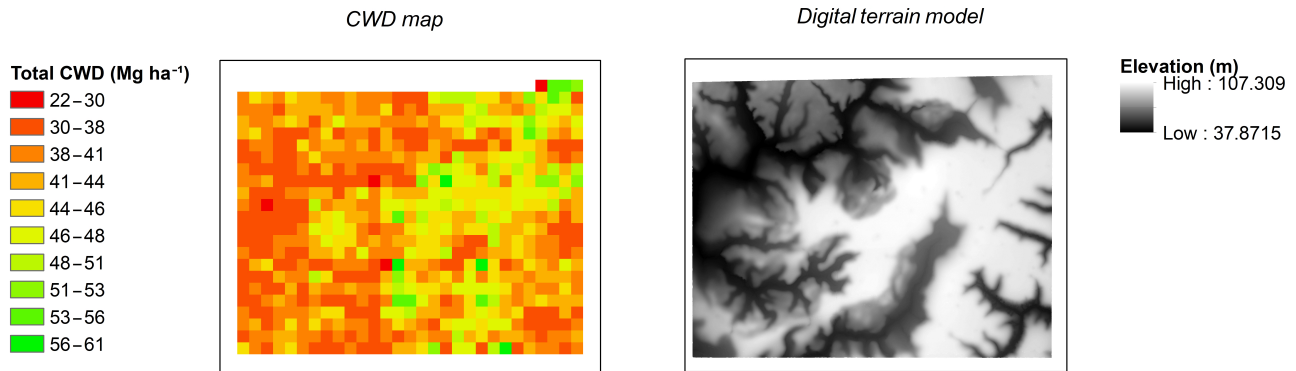 CWD map
Digital terrain model
Total CWD (Mg ha⁻¹)
22–30
30–38
38–41
41–44
44–46
46–48
48–51
51–53
53–56
56–61
Elevation (m)
High : 107.309
Low : 37.8715